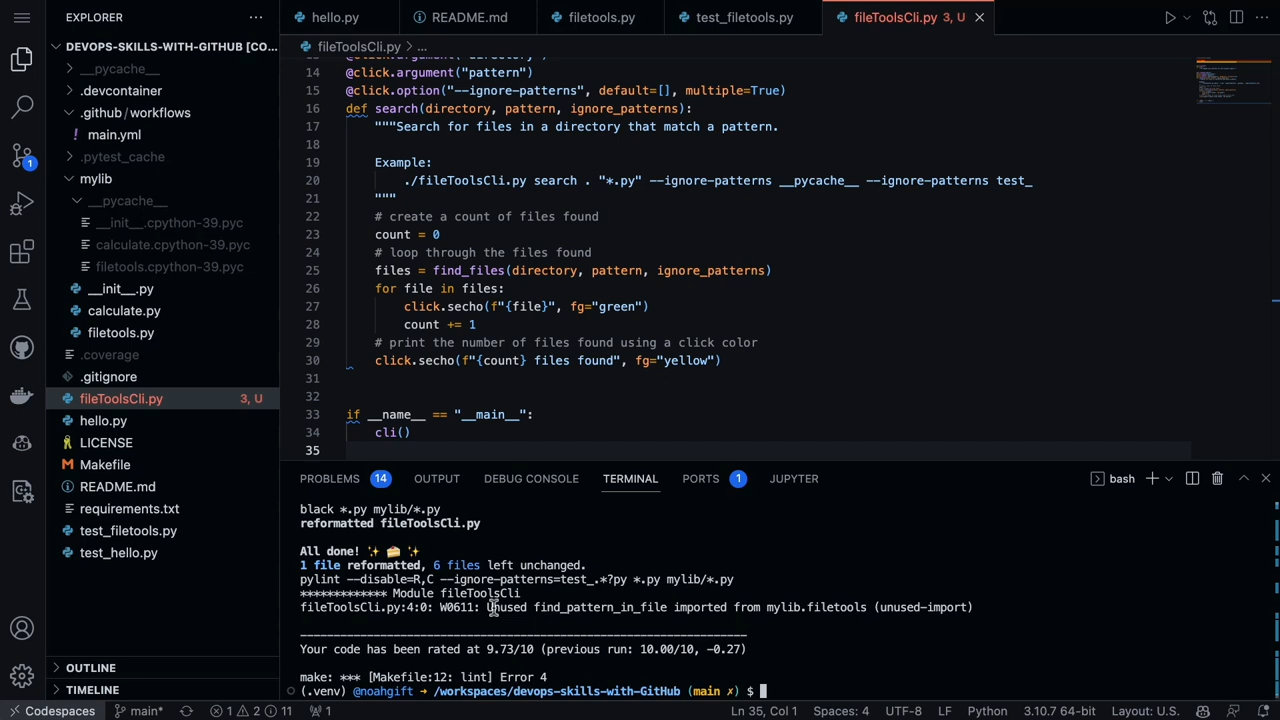 EXPLORER
hello.py
README.md
filetools.py
test_filetools.py
fileToolsCli.py 3, U
DEVOPS-SKILLS-WITH-GITHUB [CO...
__pycache__
.devcontainer
.github/workflows
main.yml
.pytest_cache
mylib
__pycache__
__init__.cpython-39.pyc
calculate.cpython-39.pyc
filetools.cpython-39.pyc
__init__.py
calculate.py
filetools.py
.coverage
.gitignore
fileToolsCli.py 3, U
hello.py
LICENSE
Makefile
README.md
requirements.txt
test_filetools.py
test_hello.py
OUTLINE
TIMELINE
fileToolsCli.py > ...
14 @click.argument("pattern")
15 @click.option("--ignore-patterns", default=[], multiple=True)
16 def search(directory, pattern, ignore_patterns):
17 """Search for files in a directory that match a pattern.
18
19 Example:
20 ./fileToolsCli.py search . "*.py" --ignore-patterns __pycache__ --ignore-patterns test_
21 """
22 # create a count of files found
23 count = 0
24 # loop through the files found
25 files = find_files(directory, pattern, ignore_patterns)
26 for file in files:
27 click.secho(f"{file}", fg="green")
28 count += 1
29 # print the number of files found using a click color
30 click.secho(f"{count} files found", fg="yellow")
31
32
33 if __name__ == "__main__":
34 cli()
35
PROBLEMS 14 OUTPUT DEBUG CONSOLE TERMINAL PORTS 1 JUPYTER
bash
black *.py mylib/*.py
reformatted fileToolsCli.py
All done! ✨ 🍰 ✨
1 file reformatted, 6 files left unchanged.
pylint --disable=R,C --ignore-patterns=test_.*?py *.py mylib/*.py
************* Module fileToolsCli
fileToolsCli.py:4:0: W0611: Unused find_pattern_in_file imported from mylib.filetools (unused-import)
------------------------------------------------------------------
Your code has been rated at 9.73/10 (previous run: 10.00/10, -0.27)
make: *** [Makefile:12: lint] Error 4
(.venv) @noahgift ➜ /workspaces/devops-skills-with-GitHub (main ✗) $
Codespaces main* 1 2 11 1 Ln 35, Col 1 Spaces: 4 UTF-8 LF Python 3.10.7 64-bit Layout: U.S.